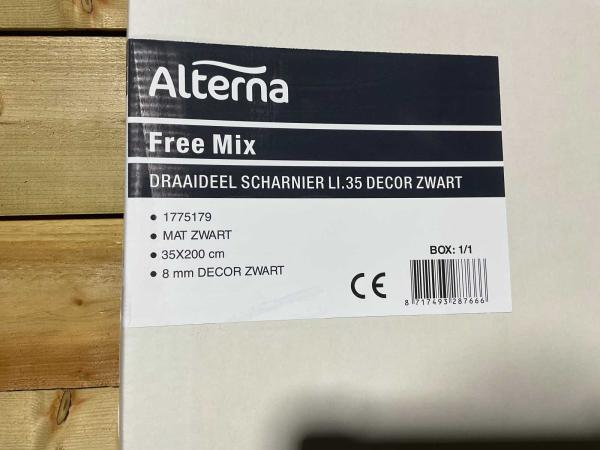 Alterna
Free Mix
DRAAIDEEL SCHARNIER LI.35 DECOR ZWART
• 1775179
• MAT ZWART
• 35X200 cm
• 8 mm DECOR ZWART
BOX: 1/1
CE
8 717493 287666